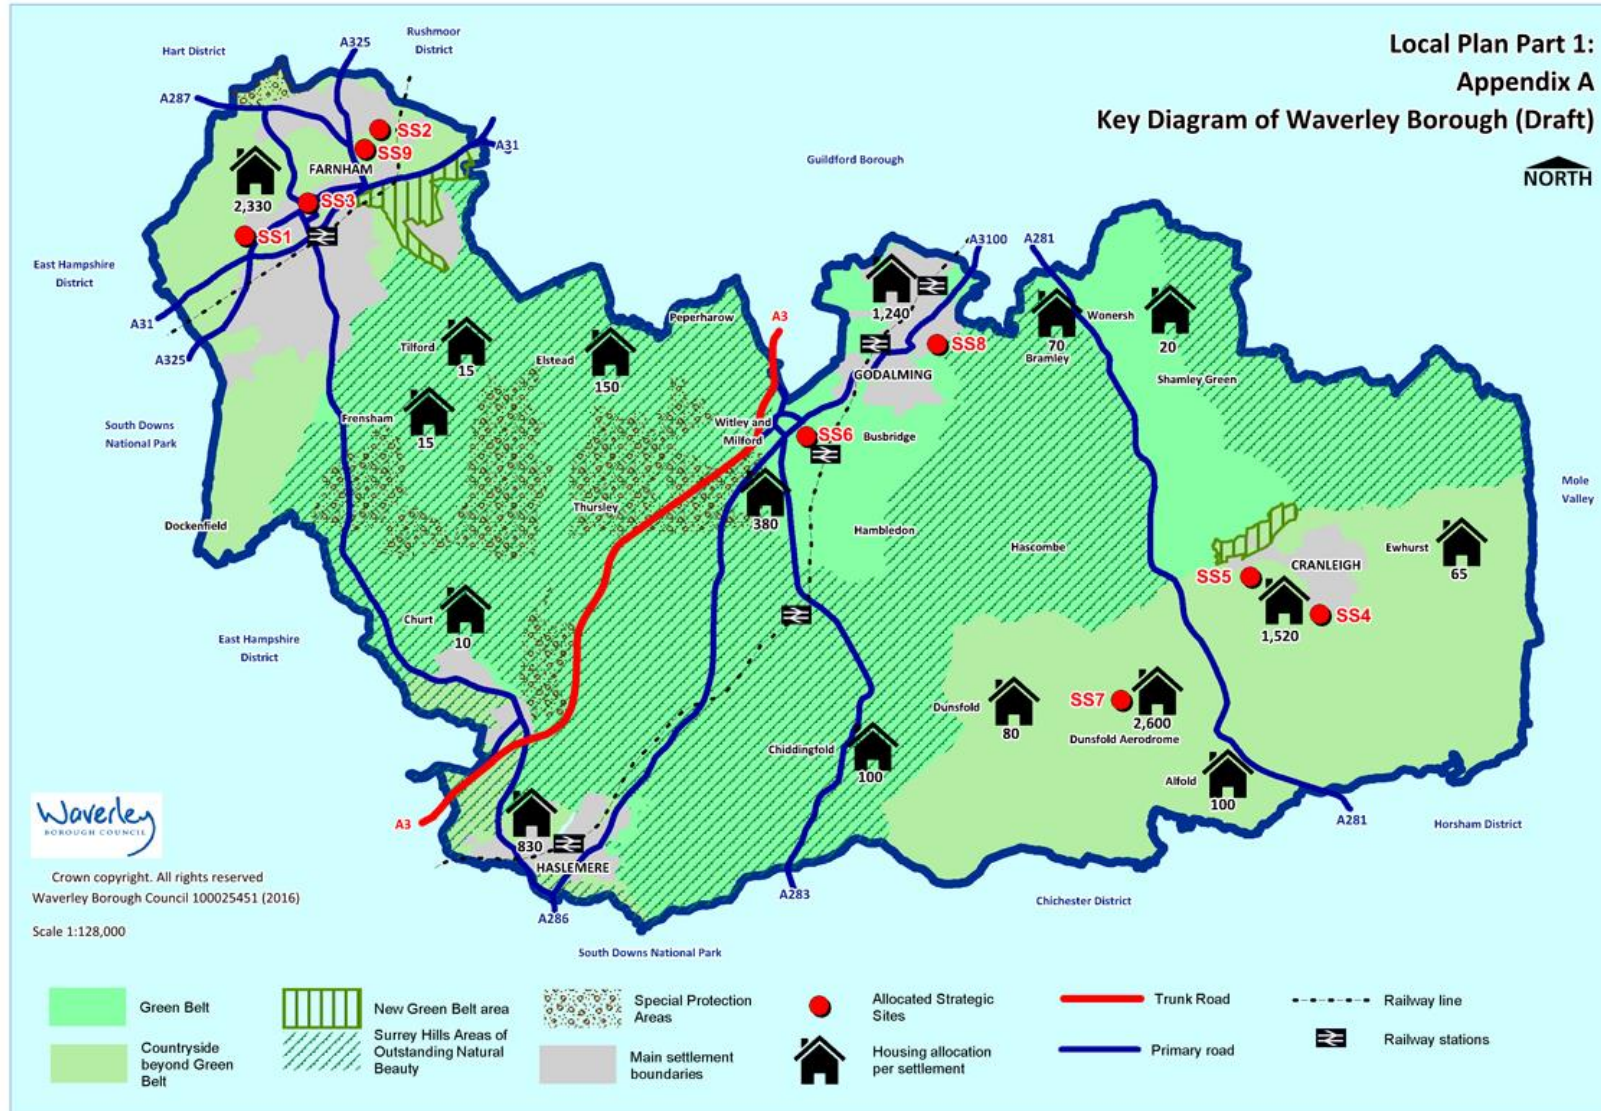 Local Plan Part 1:
Appendix A
Key Diagram of Waverley Borough (Draft)
NORTH
Hart District
A325
Rushmoor
District
A287
SS2
SS9
A31
FARNHAM
Guildford Borough
2,330
SS3
SS1
A3100
A281
East Hampshire
District
A31
A325
Peperharow
A3
1,240
Wonersh
Tilford
15
Elstead
150
SS8
70
Bramley
20
GODALMING
Shamley Green
Frensham
15
South Downs
National Park
Witley and
Milford
SS6
Busbridge
Mole
Valley
Thursley
380
Dockenfield
Hambledon
Hascombe
CRANLEIGH
Ewhurst
65
SS5
SS4
1,520
Churt
10
East Hampshire
District
SS7
Dunsfold
80
2,600
Dunsfold Aerodrome
Chiddingfold
100
Alfold
100
A3
830
HASLEMERE
A281
Horsham District
A283
A286
Chichester District
South Downs National Park
Waverley
BOROUGH COUNCIL
Crown copyright. All rights reserved
Waverley Borough Council 100025451 (2016)
Scale 1:128,000
Green Belt
Countryside
beyond Green
Belt
New Green Belt area
Surrey Hills Areas of
Outstanding Natural
Beauty
Special Protection
Areas
Main settlement
boundaries
Allocated Strategic
Sites
Housing allocation
per settlement
Trunk Road
Primary road
Railway line
Railway stations